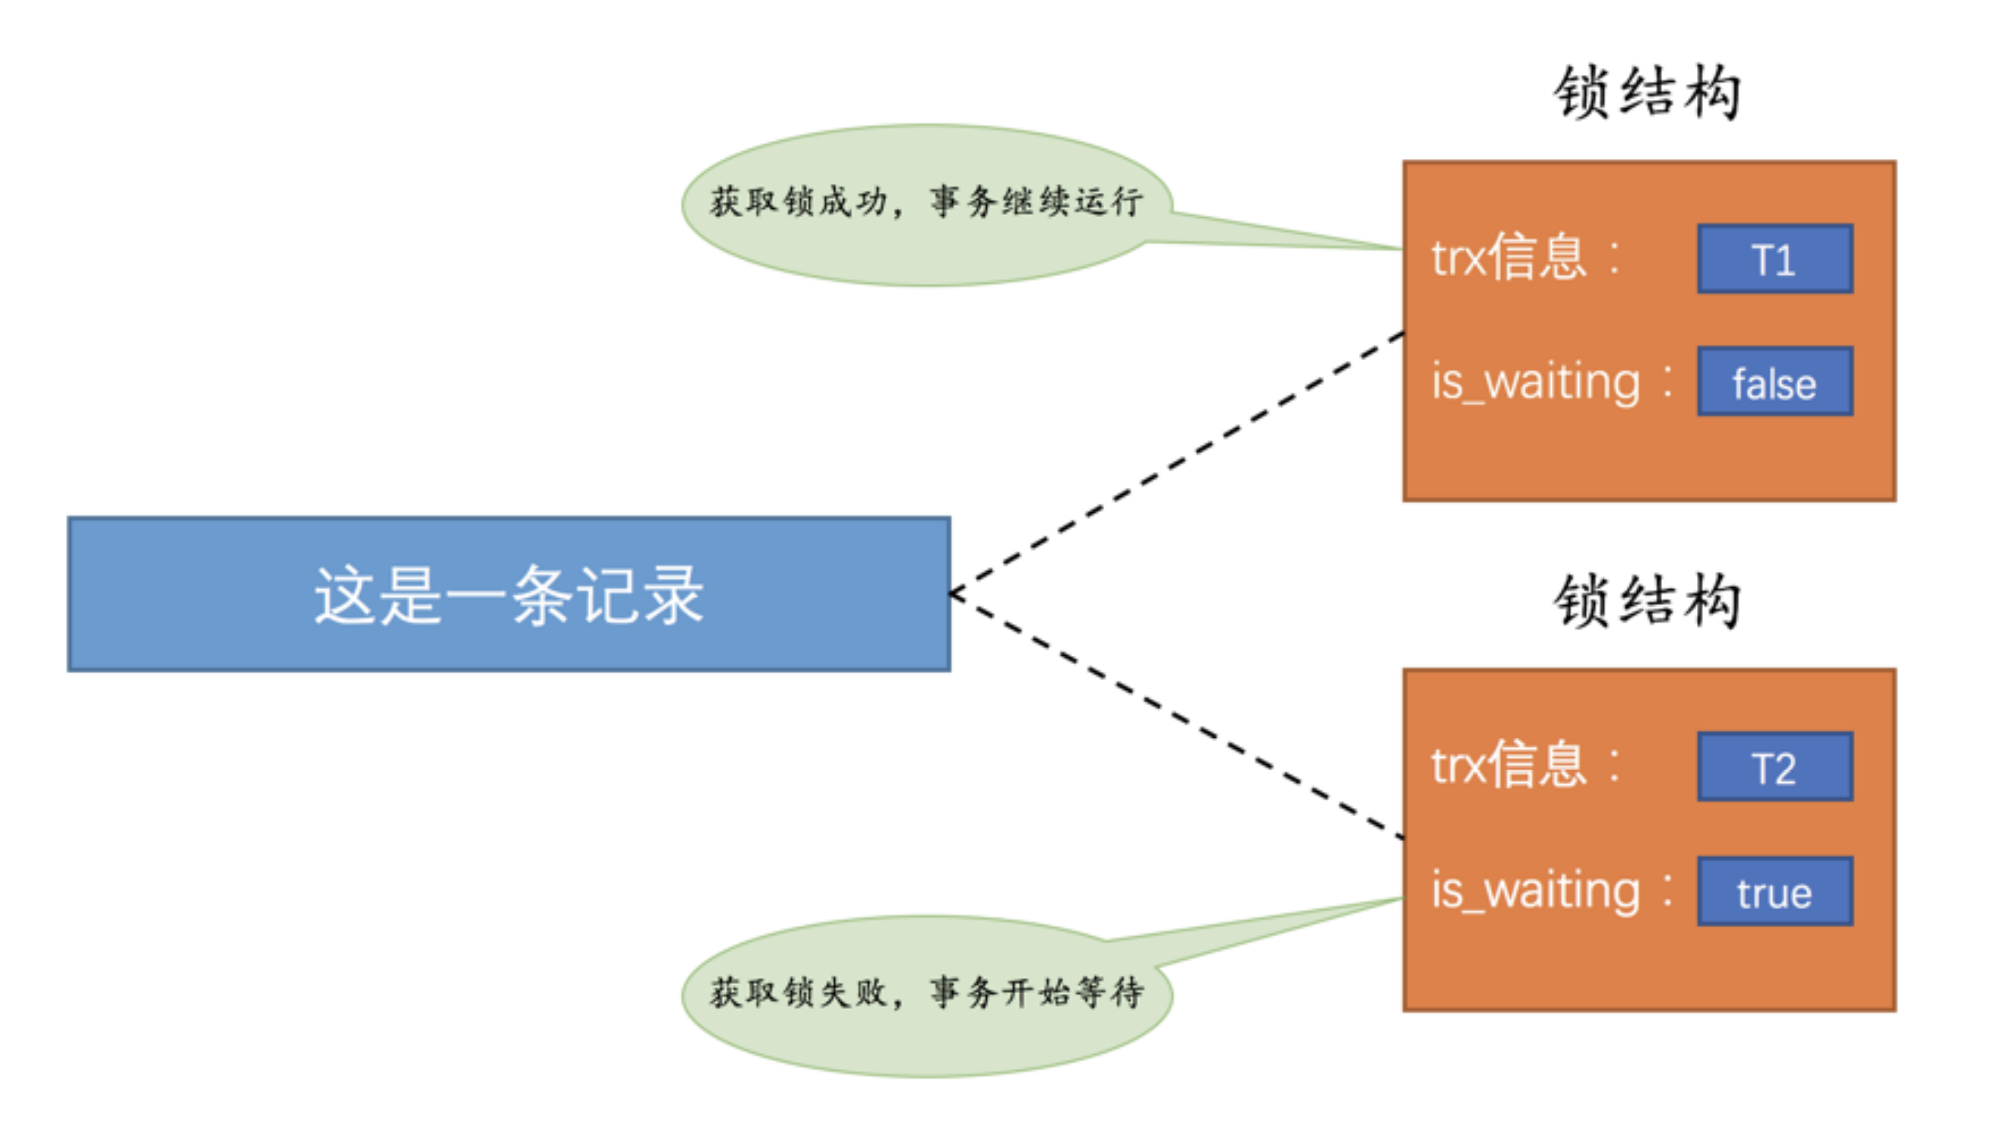 锁结构
获取锁成功，事务继续运行
trx信息： T1
is_waiting： false
这是一条记录
锁结构
trx信息： T2
is_waiting： true
获取锁失败，事务开始等待